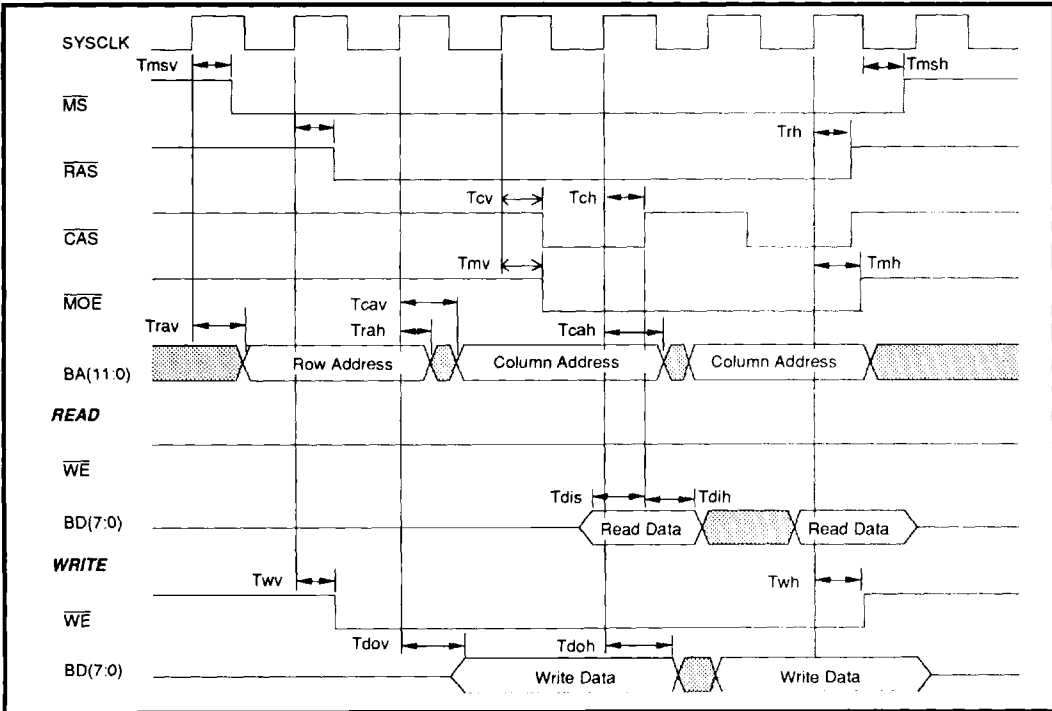 SYSCLK
Tmsv
Tmsh
MS
Trh
RAS
Tcv
Tch
CAS
Tmv
Tmh
MOE
Tcav
Trav
Trah
Tcah
BA(11:0)
Row Address
Column Address
Column Address
READ
WE
Tdis
Tdih
BD(7:0)
Read Data
Read Data
WRITE
Twv
Twh
WE
Tdov
Tdoh
BD(7:0)
Write Data
Write Data